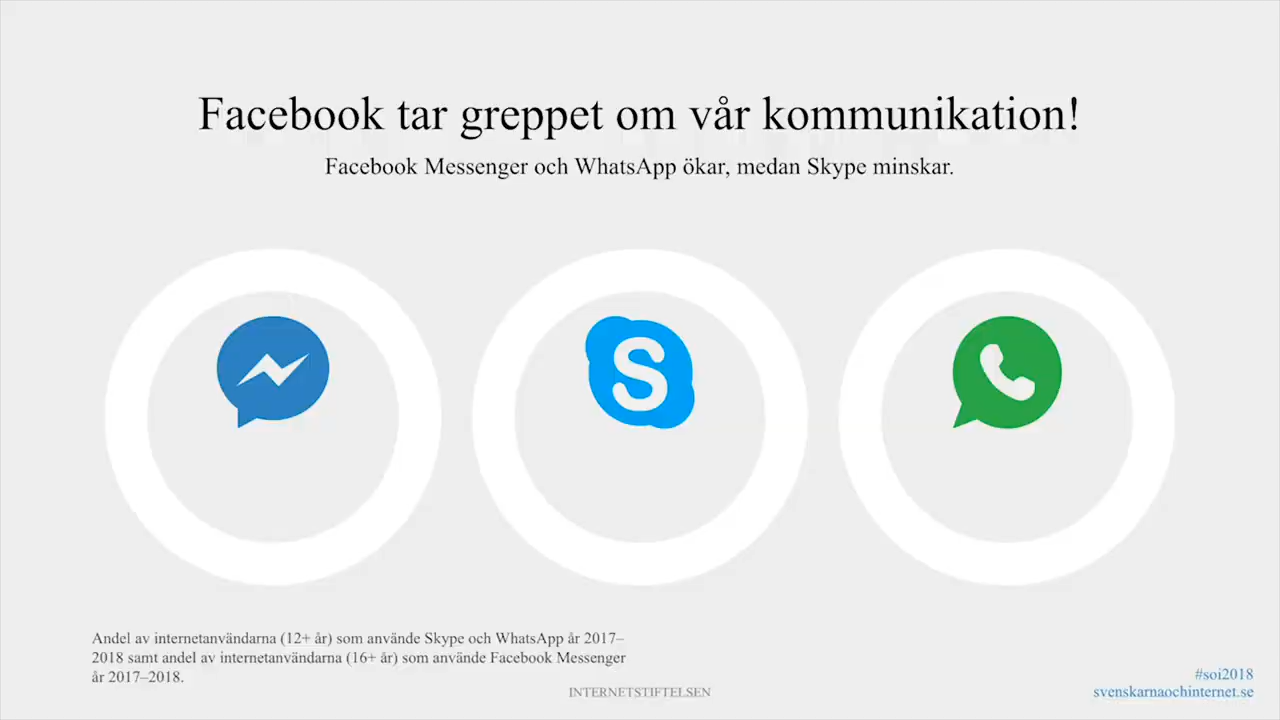 Facebook tar greppet om vår kommunikation!
Facebook Messenger och WhatsApp ökar, medan Skype minskar.
Andel av internetanvändarna (12+ år) som använde Skype och WhatsApp år 2017–
2018 samt andel av internetanvändarna (16+ år) som använde Facebook Messenger
år 2017–2018.
INTERNETSTIFTELSEN
#soi2018
svenskarnaochinternet.se